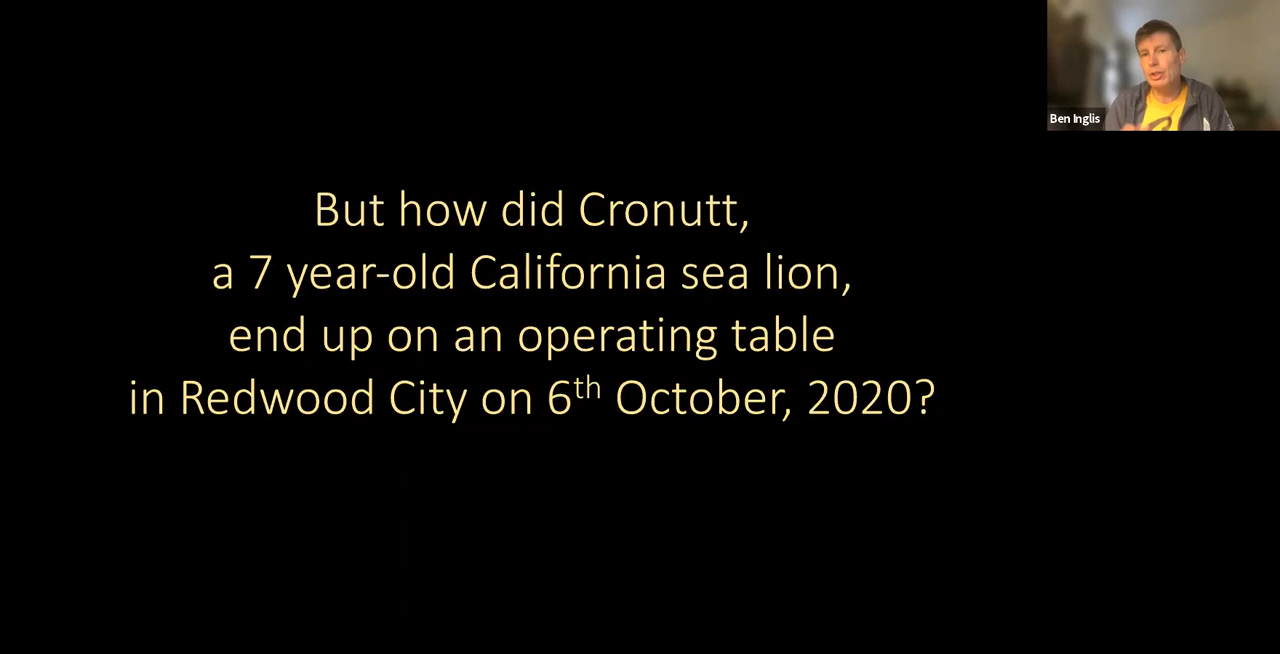 Ben Inglis
But how did Cronutt,
a 7 year-old California sea lion,
end up on an operating table
in Redwood City on 6th October, 2020?